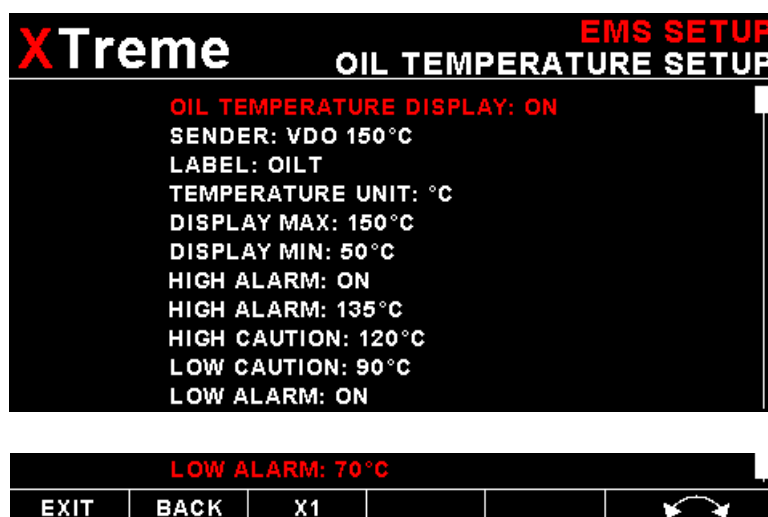 XTreme
EMS SETUP
OIL TEMPERATURE SETUP
OIL TEMPERATURE DISPLAY: ON
SENDER: VDO 150°C
LABEL: OILT
TEMPERATURE UNIT: °C
DISPLAY MAX: 150°C
DISPLAY MIN: 50°C
HIGH ALARM: ON
HIGH ALARM: 135°C
HIGH CAUTION: 120°C
LOW CAUTION: 90°C
LOW ALARM: ON
LOW ALARM: 70°C
EXIT BACK X1